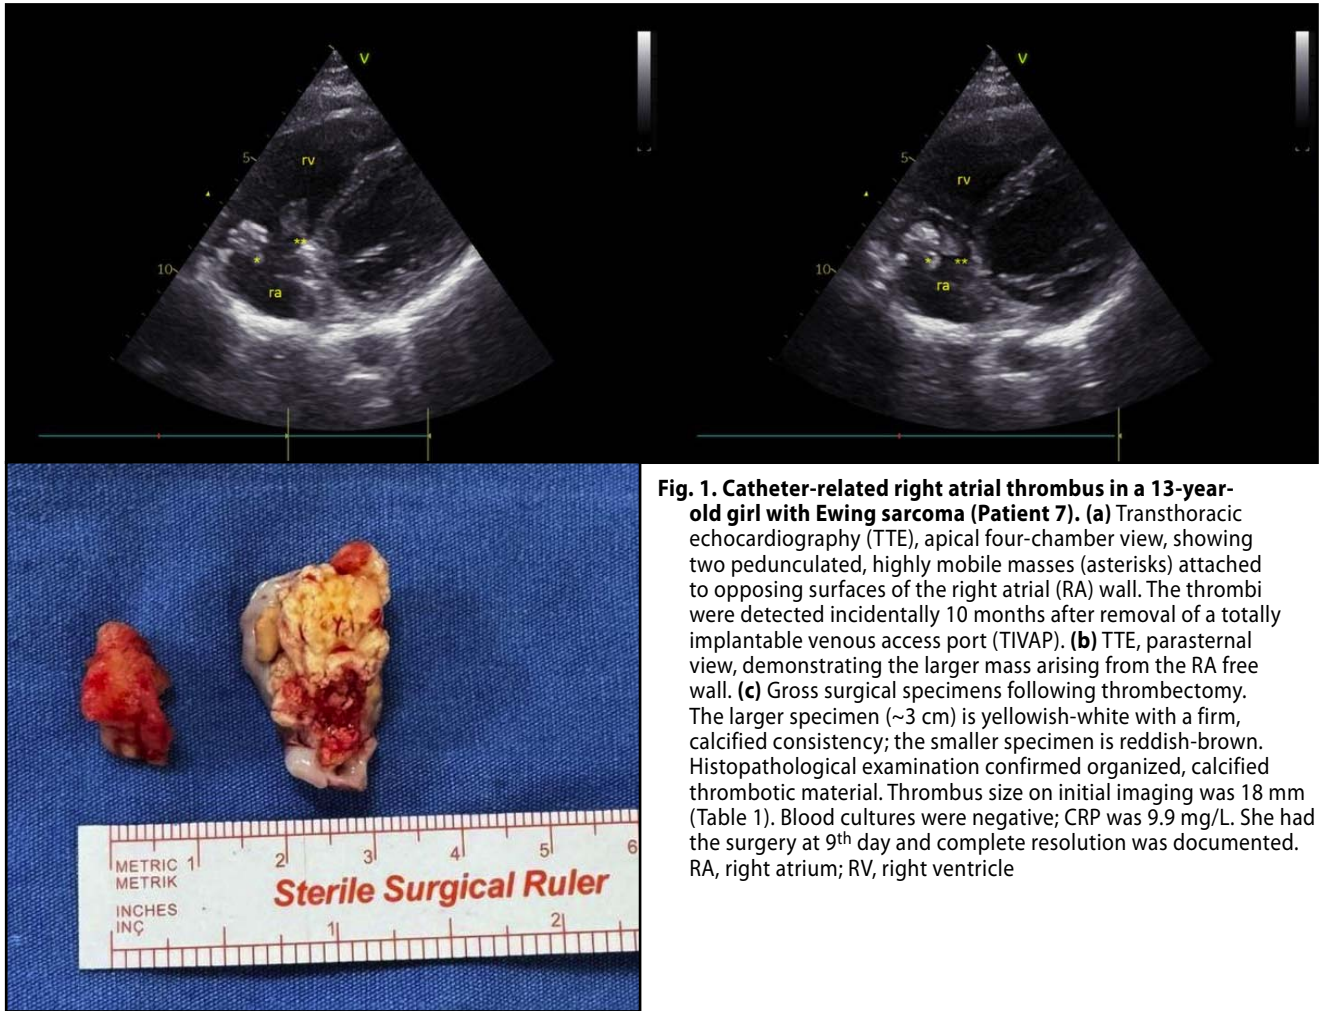 V
5
rv
**
*
10
ra
V
5
rv
*
**
10
ra
Fig. 1. Catheter-related right atrial thrombus in a 13-year-
old girl with Ewing sarcoma (Patient 7). (a) Transthoracic
echocardiography (TTE), apical four-chamber view, showing
two pedunculated, highly mobile masses (asterisks) attached
to opposing surfaces of the right atrial (RA) wall. The thrombi
were detected incidentally 10 months after removal of a totally
implantable venous access port (TIVAP). (b) TTE, parasternal
view, demonstrating the larger mass arising from the RA free
wall. (c) Gross surgical specimens following thrombectomy.
The larger specimen (~3 cm) is yellowish-white with a firm,
calcified consistency; the smaller specimen is reddish-brown.
Histopathological examination confirmed organized, calcified
thrombotic material. Thrombus size on initial imaging was 18 mm
(Table 1). Blood cultures were negative; CRP was 9.9 mg/L. She had
the surgery at 9th day and complete resolution was documented.
RA, right atrium; RV, right ventricle
METRIC 1 2 3 4 5 6
METRIK
Sterile Surgical Ruler
INCHES
INÇ 1 2